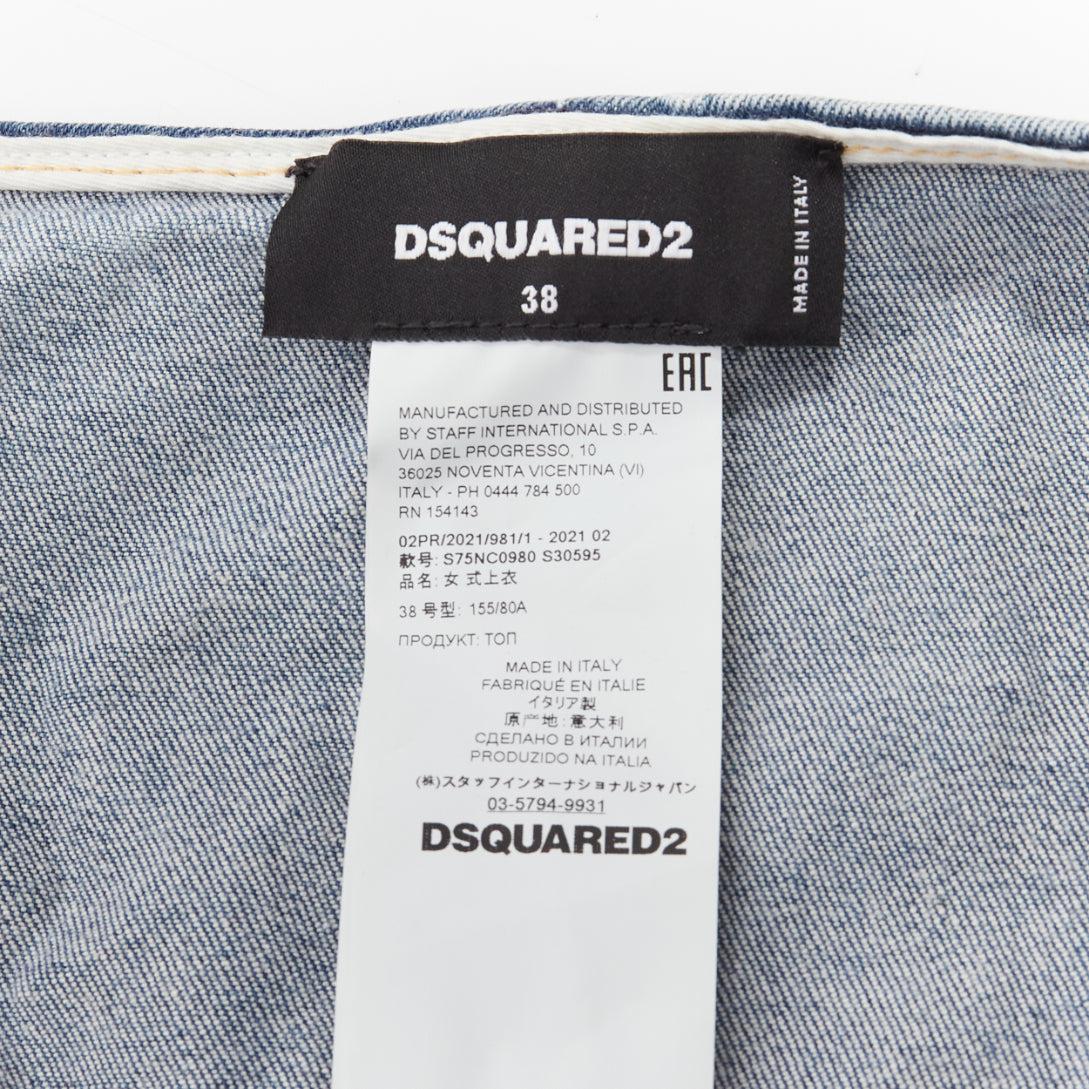 DSQUARED2
38
MADE IN ITALY
EAC
MANUFACTURED AND DISTRIBUTED
BY STAFF INTERNATIONAL S.P.A.
VIA DEL PROGRESSO, 10
36025 NOVENTA VICENTINA (VI)
ITALY - PH 0444 784 500
RN 154143
02PR/2021/981/1 - 2021 02
款号: S75NC0980 S30595
品名: 女 式上衣
38 号型: 155/80A
ПРОДУКТ: ТОП
MADE IN ITALY
FABRIQUÉ EN ITALIE
イタリア製
原产地: 意大利
СДЕЛАНО В ИТАЛИИ
PRODUZIDO NA ITALIA
(株)スタッフインターナショナルジャパン
03-5794-9931
DSQUARED2